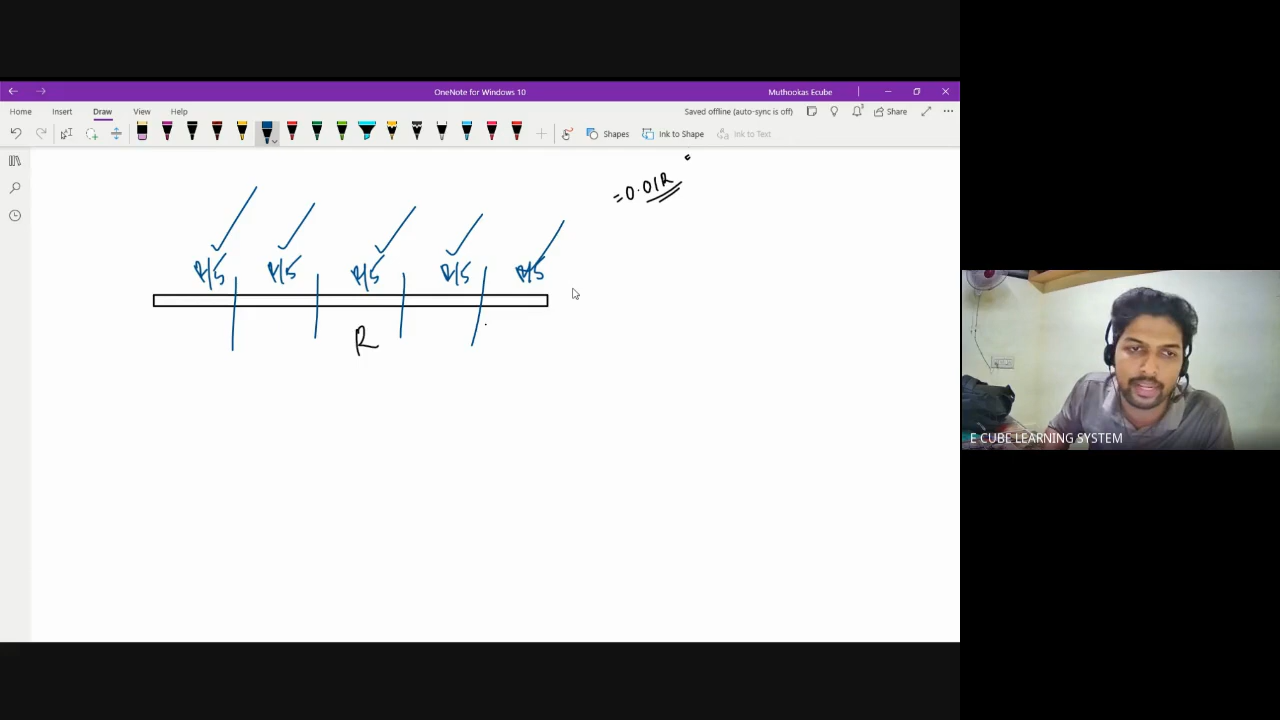 OneNote for Windows 10
Muthookas Ecube
Home Insert Draw View Help
Saved offline (auto-sync is off)
3
Share
Shapes
Ink to Shape
Ink to Text
=0.01R
R/5 R/5 R/5 R/5 R/5
R
E CUBE LEARNING SYSTEM